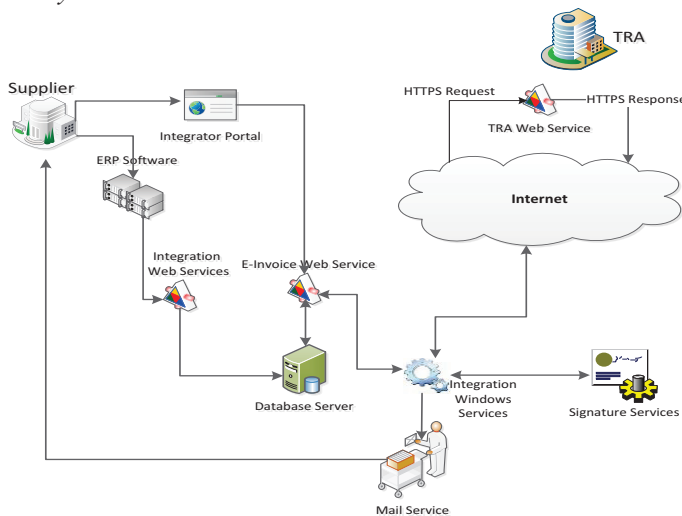 TRA
Supplier
HTTPS Request
HTTPS Response
TRA Web Service
Integrator Portal
ERP Software
Internet
Integration
Web Services
E-Invoice Web Service
Database Server
Integration
Windows
Services
Signature Services
Mail Service